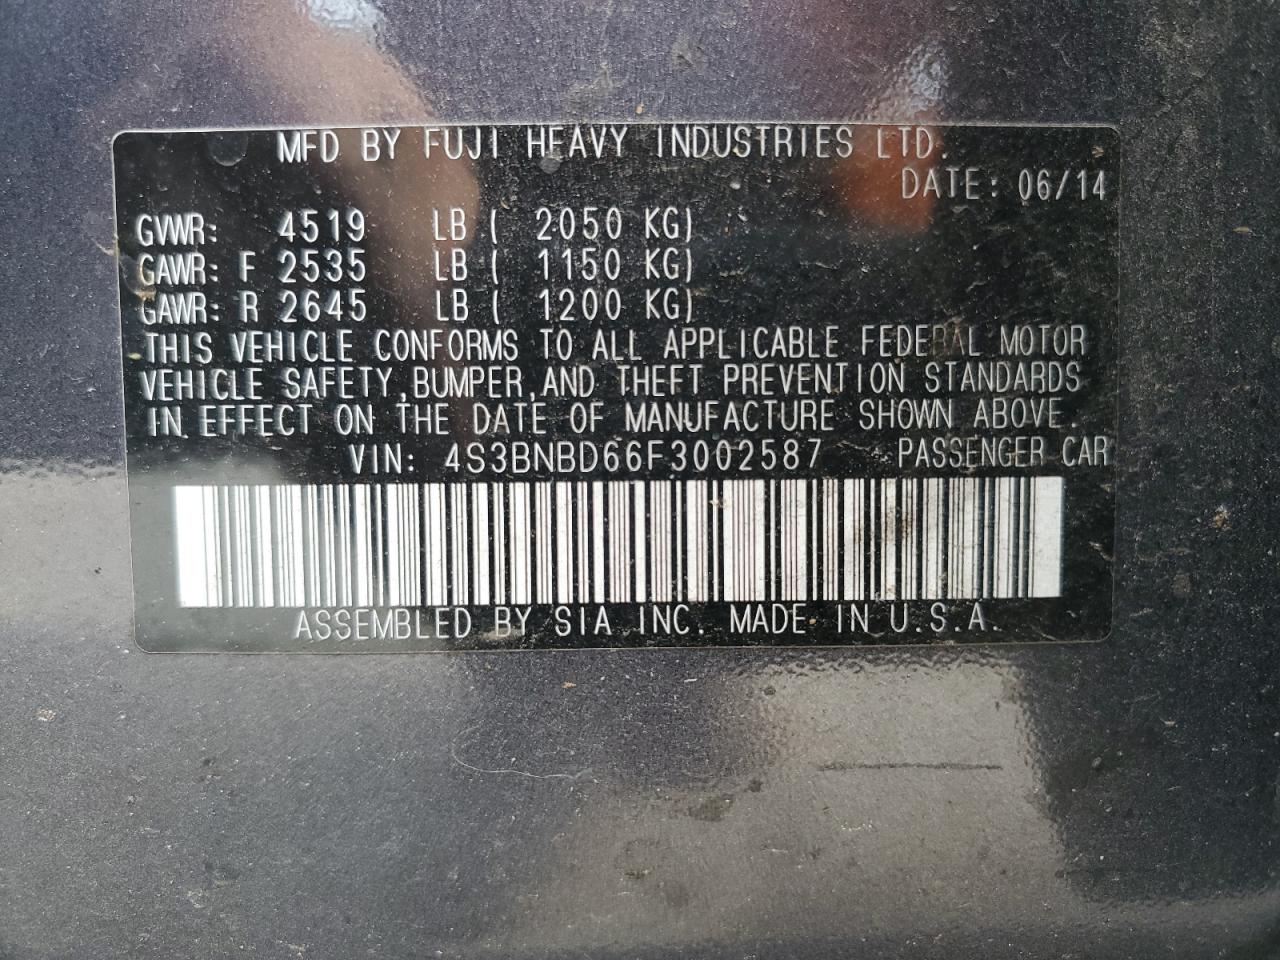 MFD BY FUJI HEAVY INDUSTRIES LTD.
DATE: 06/14
GVWR: 4519 LB ( 2050 KG)
GAWR: F 2535 LB ( 1150 KG)
GAWR: R 2645 LB ( 1200 KG)
THIS VEHICLE CONFORMS TO ALL APPLICABLE FEDERAL MOTOR
VEHICLE SAFETY,BUMPER,AND THEFT PREVENTION STANDARDS
IN EFFECT ON THE DATE OF MANUFACTURE SHOWN ABOVE.
VIN: 4S3BNBD66F3002587 PASSENGER CAR
ASSEMBLED BY SIA INC. MADE IN U.S.A.